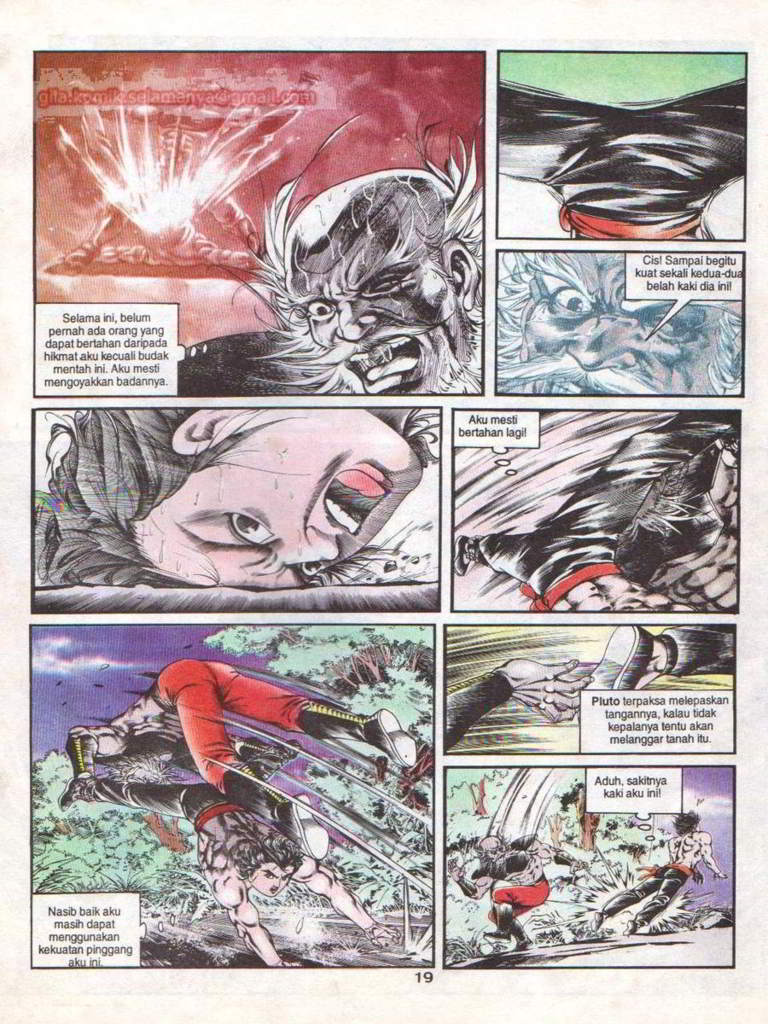 gila.komik.selamanya@gmail.com
Selama ini, belum
pernah ada orang yang
dapat bertahan daripada
hikmat aku kecuali budak
mentah ini. Aku mesti
mengoyakkan badannya.
Cis! Sampai begitu
kuat sekali kedua-dua
belah kaki dia ini!
Aku mesti
bertahan lagi!
Nasib baik aku
masih dapat
menggunakan
kekuatan pinggang
aku ini.
Pluto terpaksa melepaskan
tangannya, kalau tidak
kepalanya tentu akan
melanggar tanah itu.
Aduh, sakitnya
kaki aku ini!
19